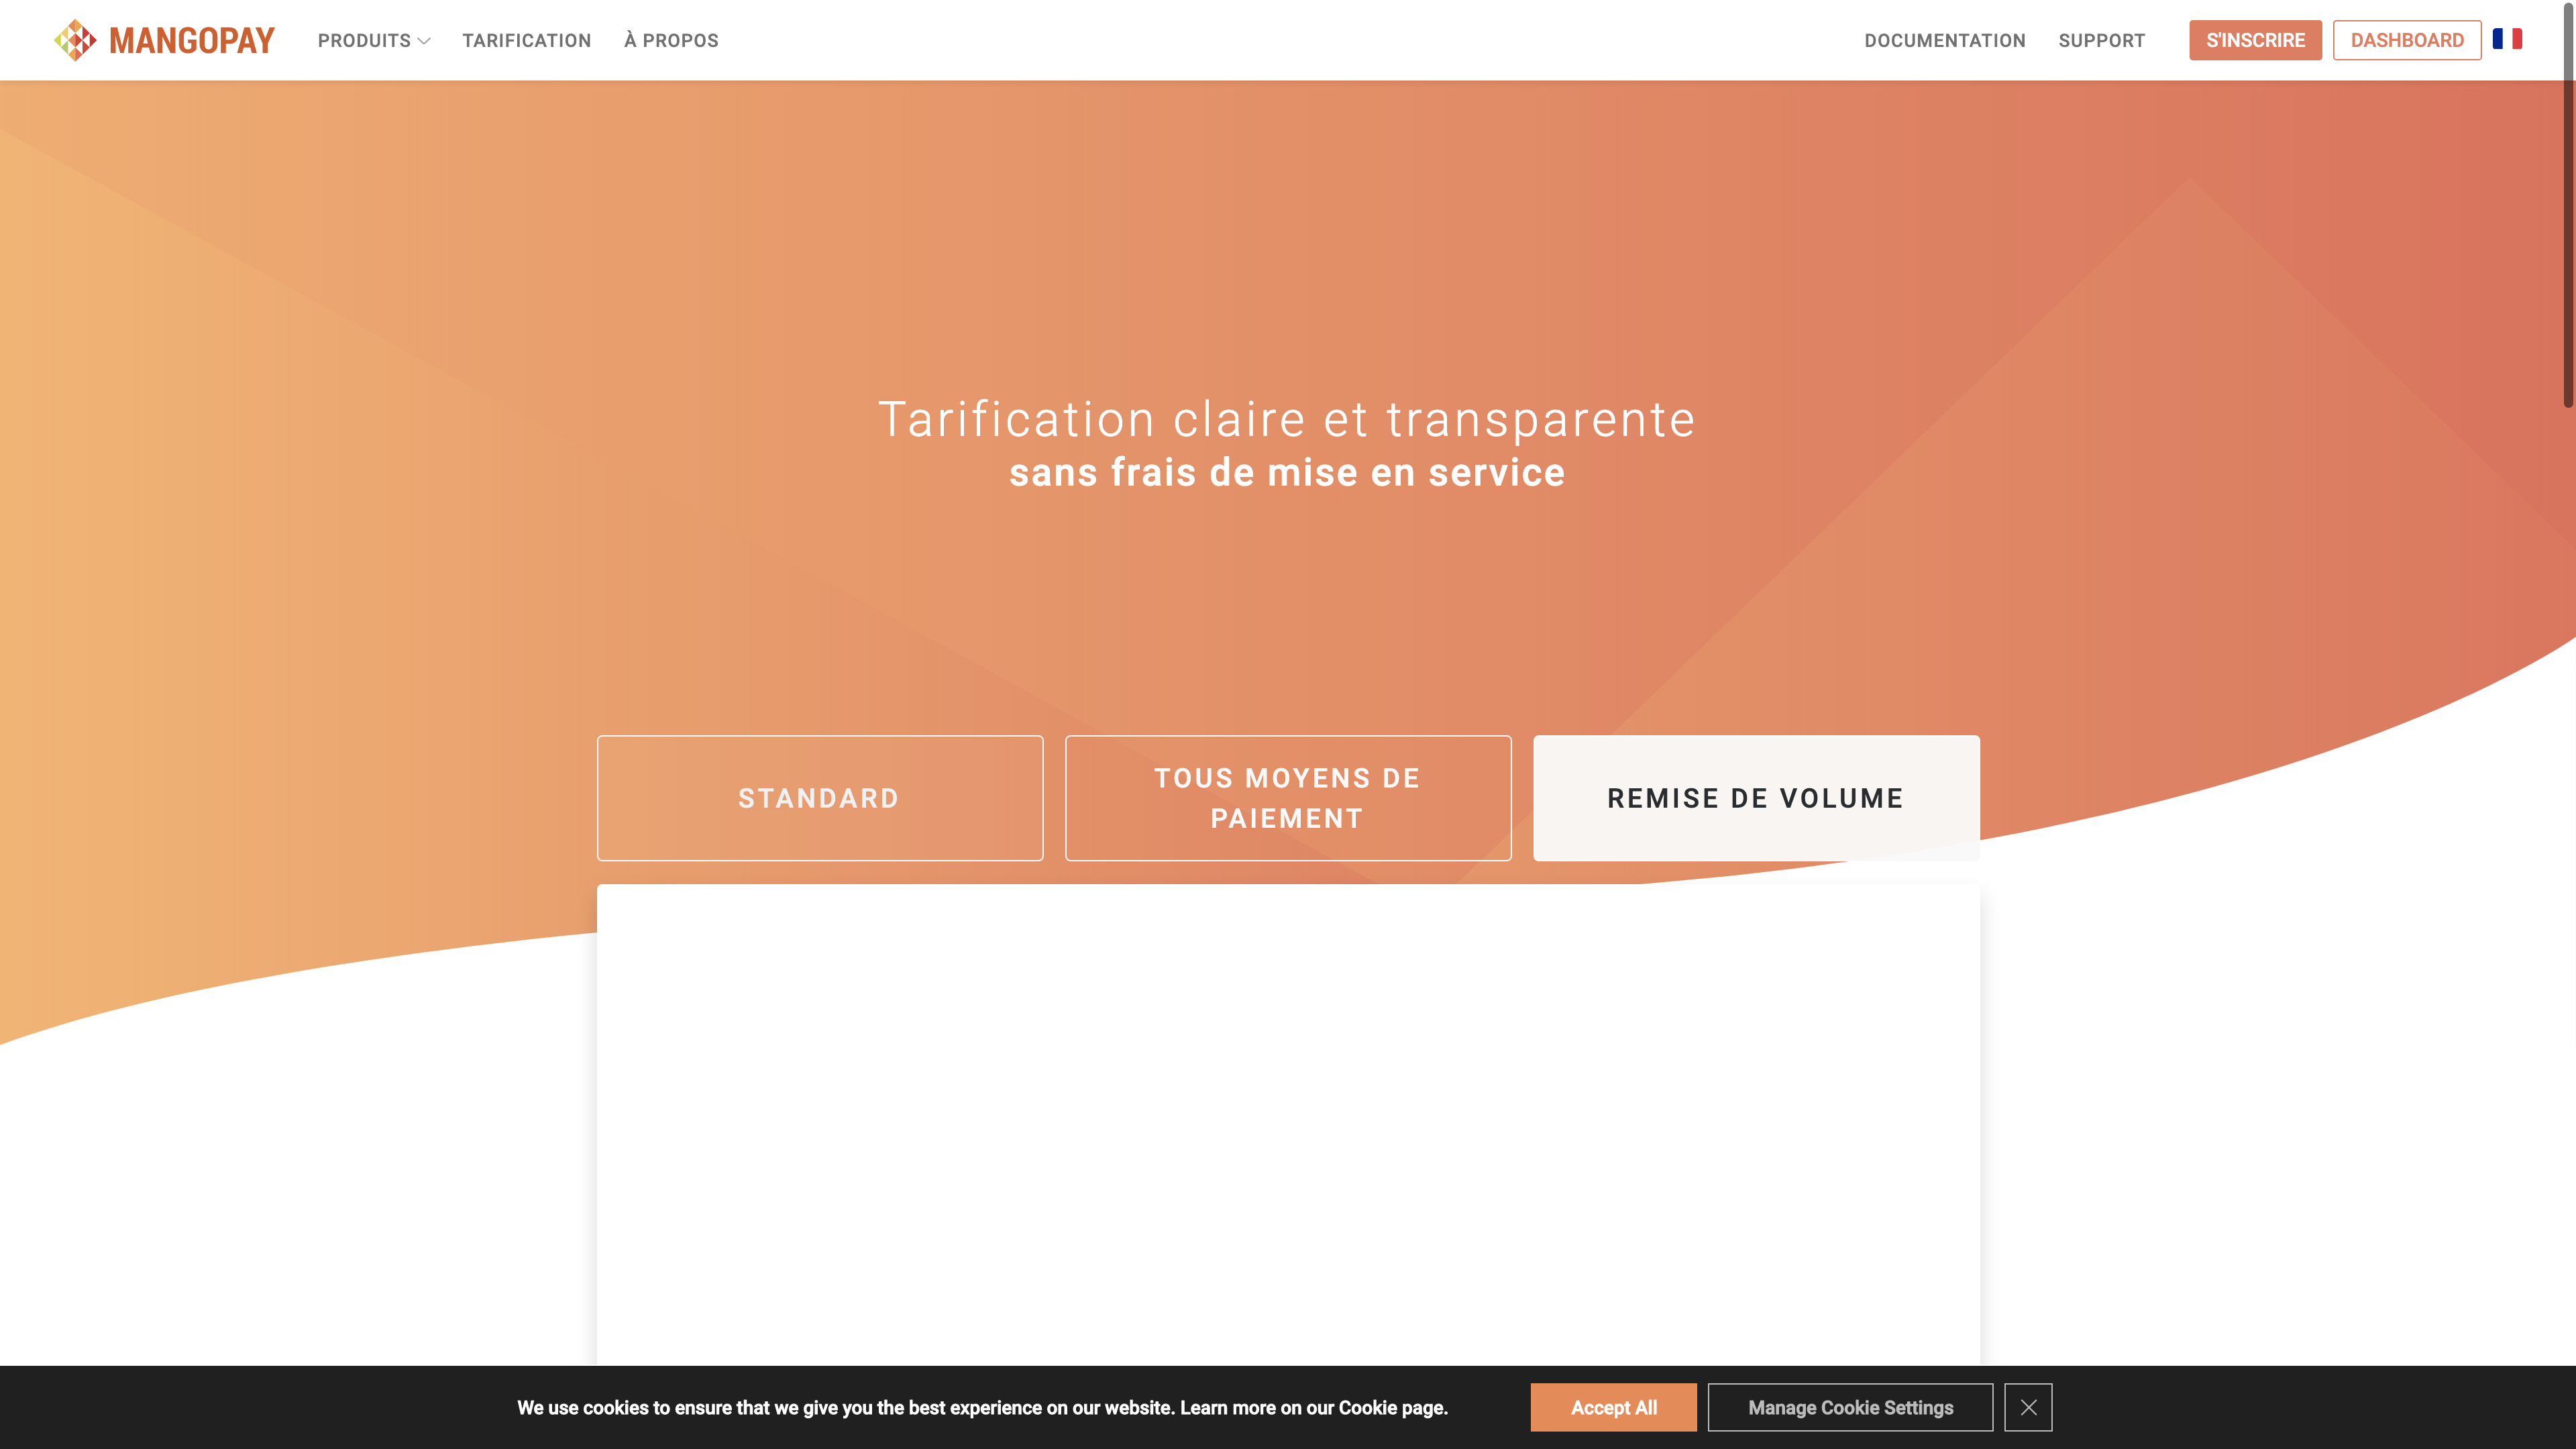 MANGOPAY PRODUITS TARIFICATION À PROPOS DOCUMENTATION SUPPORT S'INSCRIRE DASHBOARD
Tarification claire et transparente
sans frais de mise en service
STANDARD
TOUS MOYENS DE
PAIEMENT
REMISE DE VOLUME
We use cookies to ensure that we give you the best experience on our website. Learn more on our Cookie page. Accept All Manage Cookie Settings